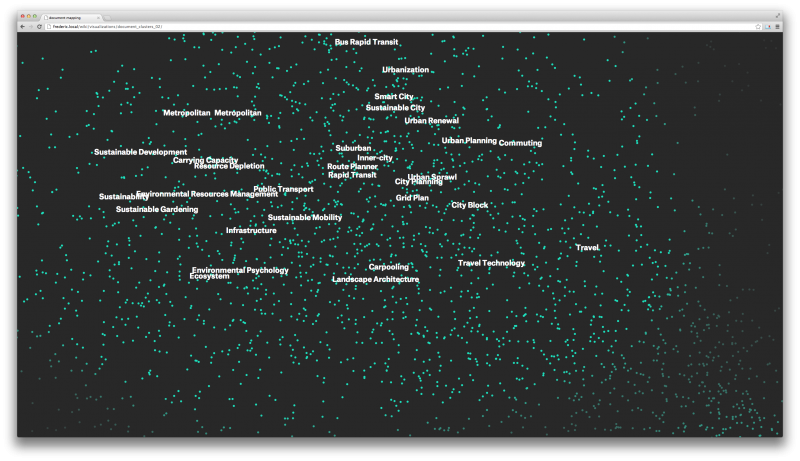 document mapping
frederic.local/wiki/visualizations/document_clusters_02/
Bus Rapid Transit
Urbanization
Smart City
Sustainable City
Metropolitan Metropolitan
Urban Renewal
Urban Planning
Commuting
Suburban
Sustainable Development
Inner-city
Carrying Capacity
Resource Depletion
Route Planner
Rapid Transit
Urban Sprawl
City Planning
Public Transport
Environmental Resources Management
Sustainability
Grid Plan
City Block
Sustainable Gardening
Sustainable Mobility
Infrastructure
Travel
Travel Technology
Carpooling
Environmental Psychology
Ecosystem
Landscape Architecture